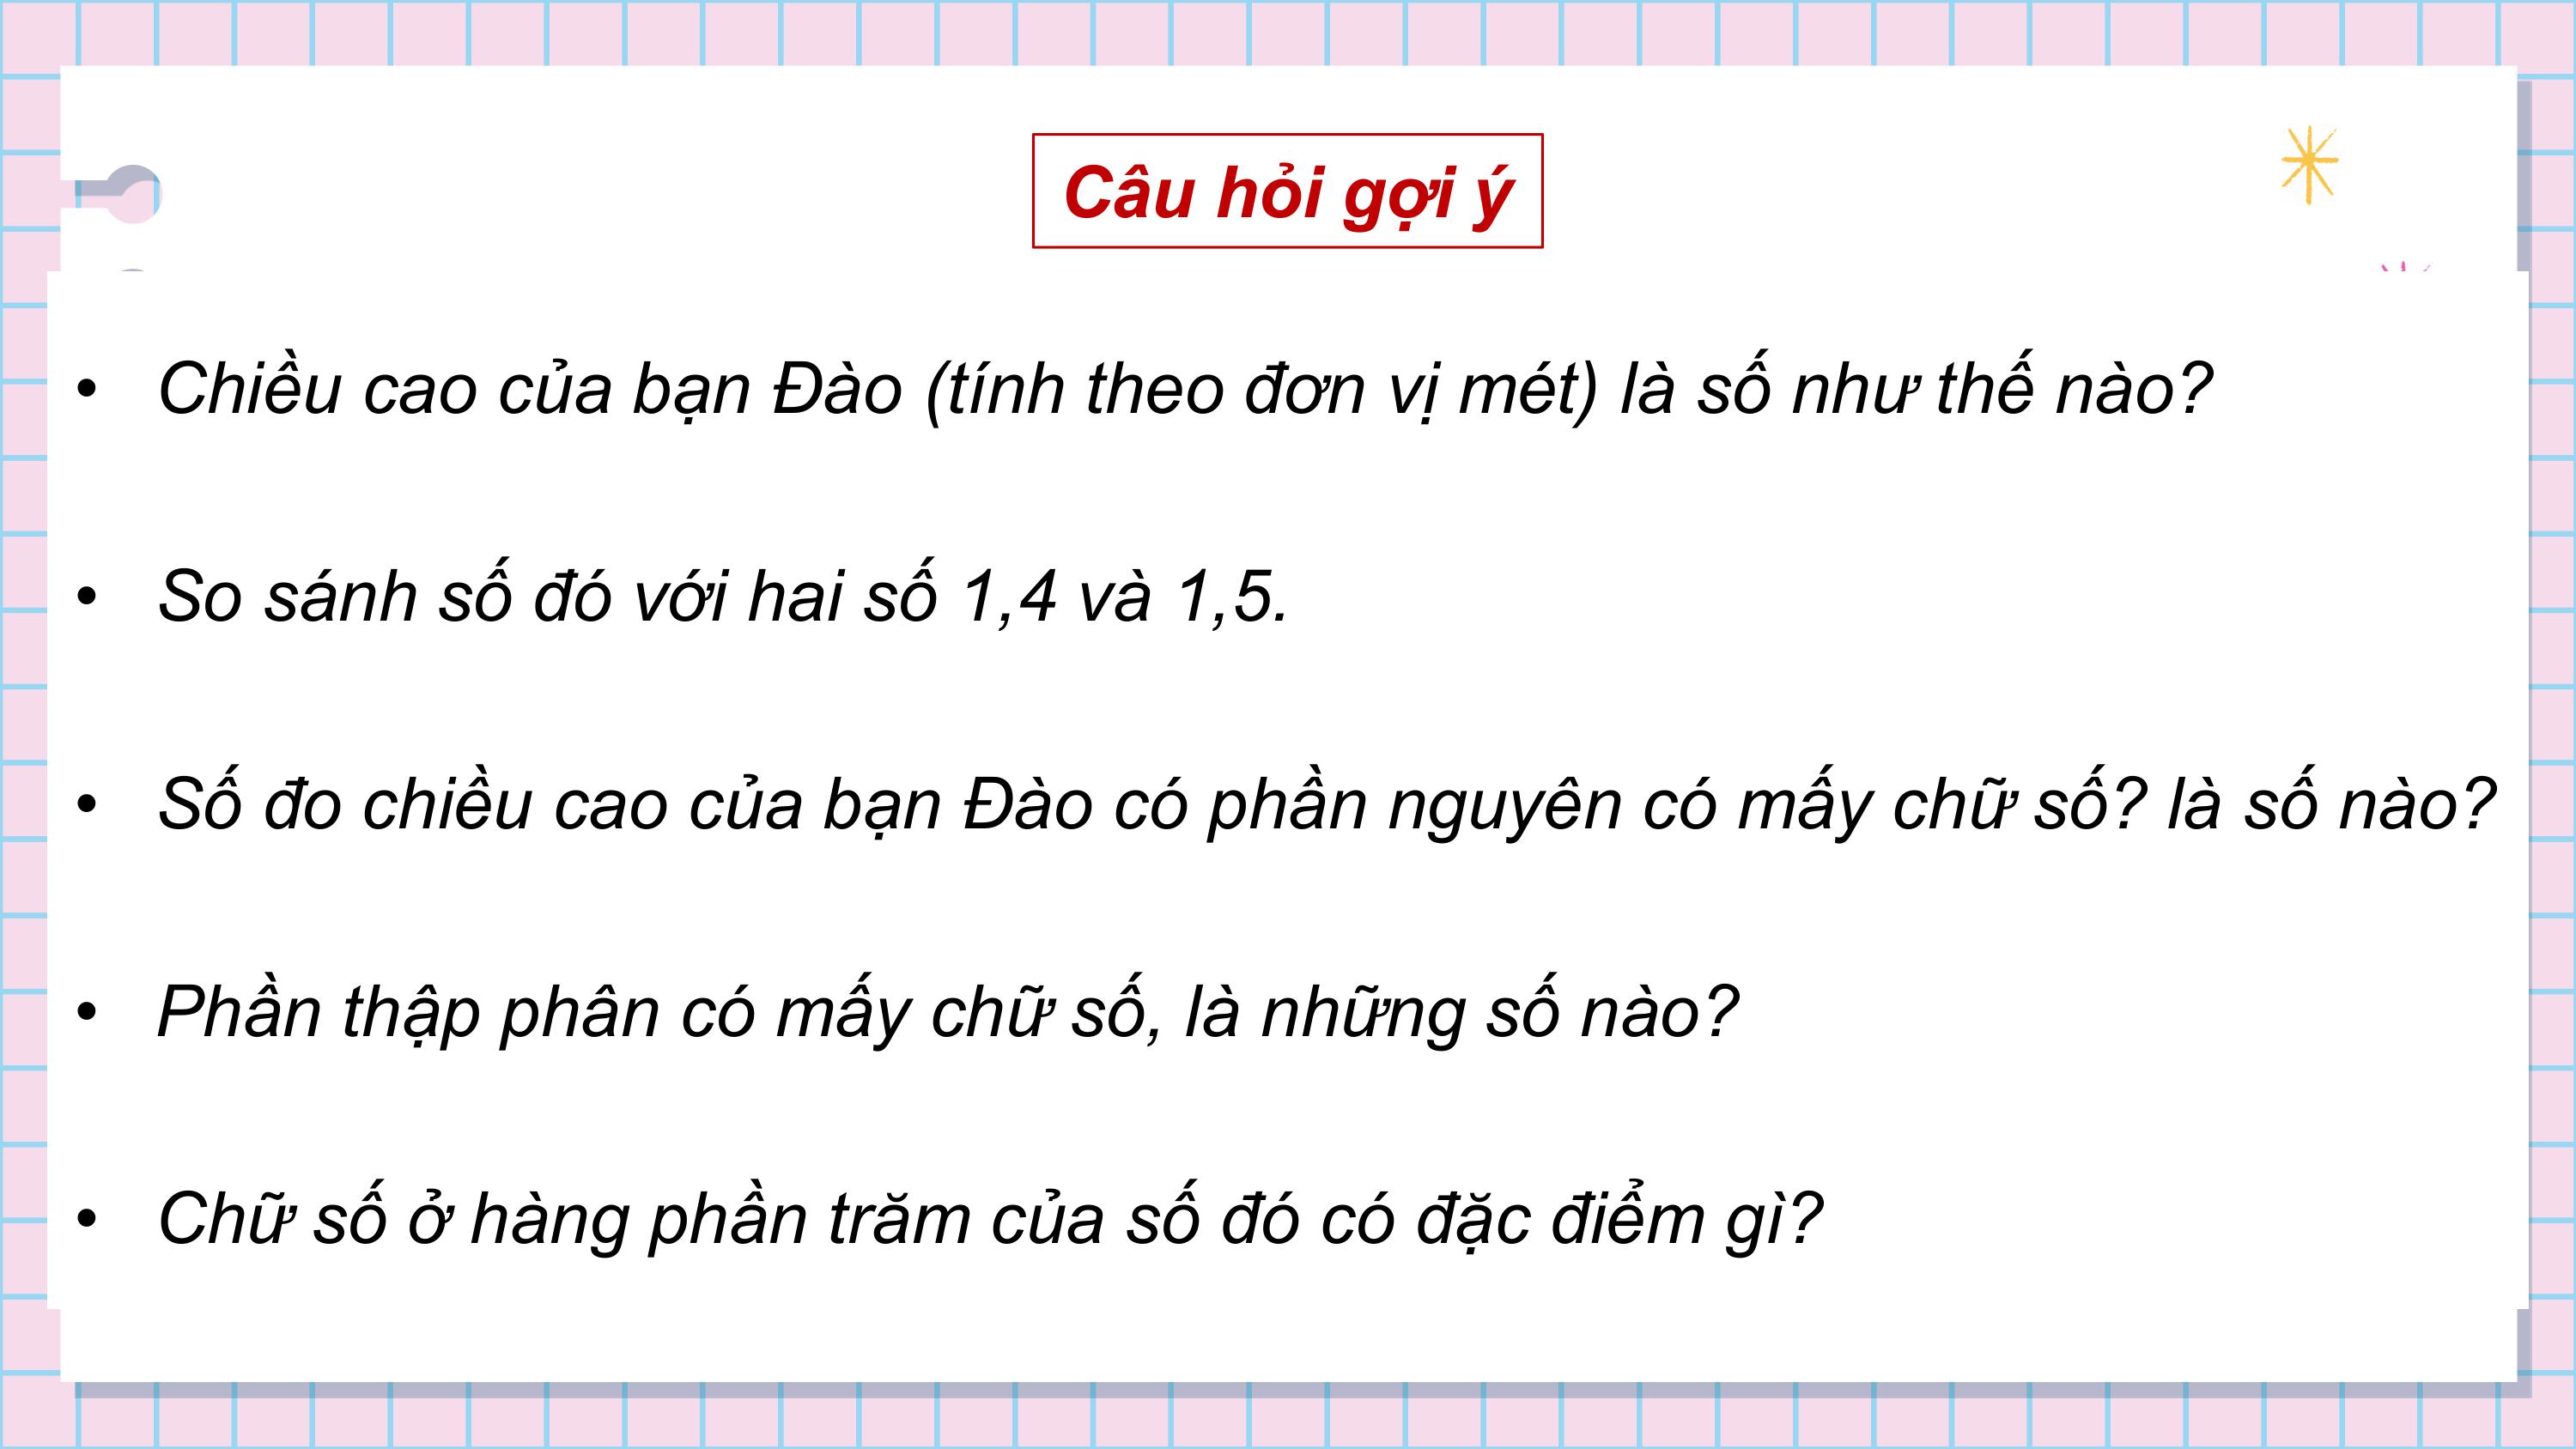 Câu hỏi gợi ý
• Chiều cao của bạn Đào (tính theo đơn vị mét) là số như thế nào?
• So sánh số đó với hai số 1,4 và 1,5.
• Số đo chiều cao của bạn Đào có phần nguyên có mấy chữ số? là số nào?
• Phần thập phân có mấy chữ số, là những số nào?
• Chữ số ở hàng phần trăm của số đó có đặc điểm gì?